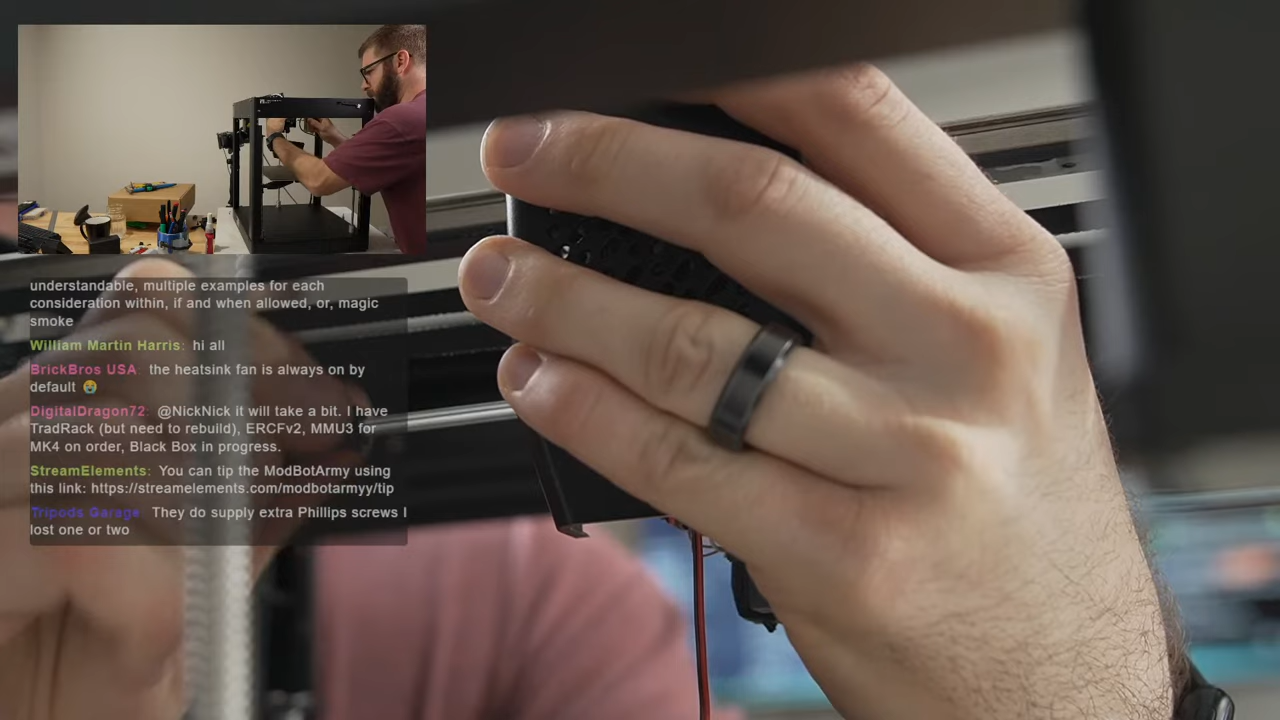 understandable, multiple examples for each
consideration within, if and when allowed, or, magic
smoke
William Martin Harris: hi all
BrickBros USA: the heatsink fan is always on by
default 😭
DigitalDragon72: @NickNick it will take a bit. I have
TradRack (but need to rebuild), ERCFv2, MMU3 for
MK4 on order, Black Box in progress.
StreamElements: You can tip the ModBotArmy using
this link: https://streamelements.com/modbotarmyy/tip
Tripods Garage: They do supply extra Phillips screws I
lost one or two